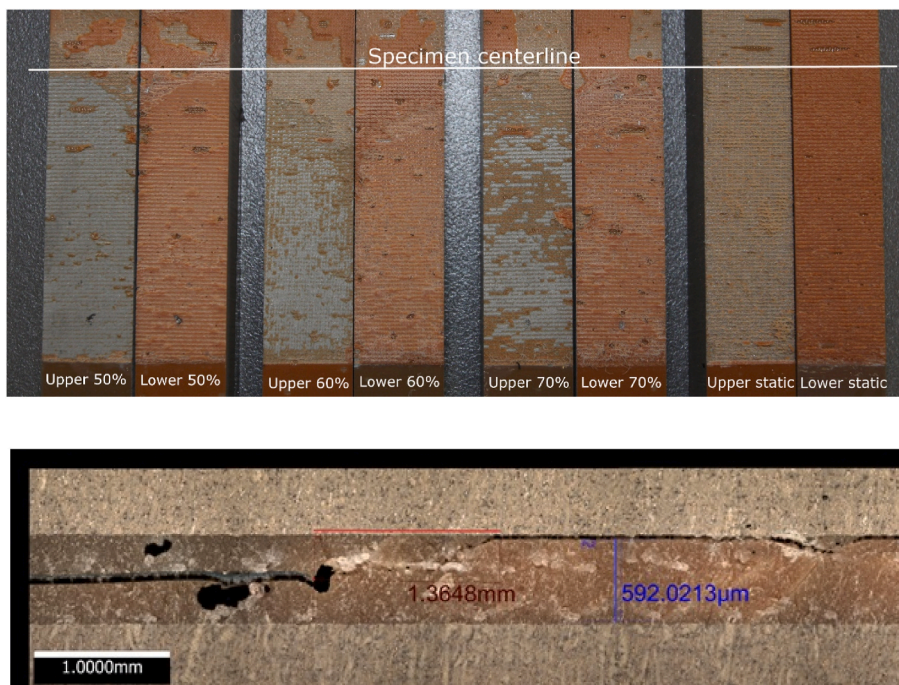 Specimen centerline
Upper 50%
Lower 50%
Upper 60%
Lower 60%
Upper 70%
Lower 70%
Upper static
Lower static
1.3648mm
592.0213µm
1.0000mm